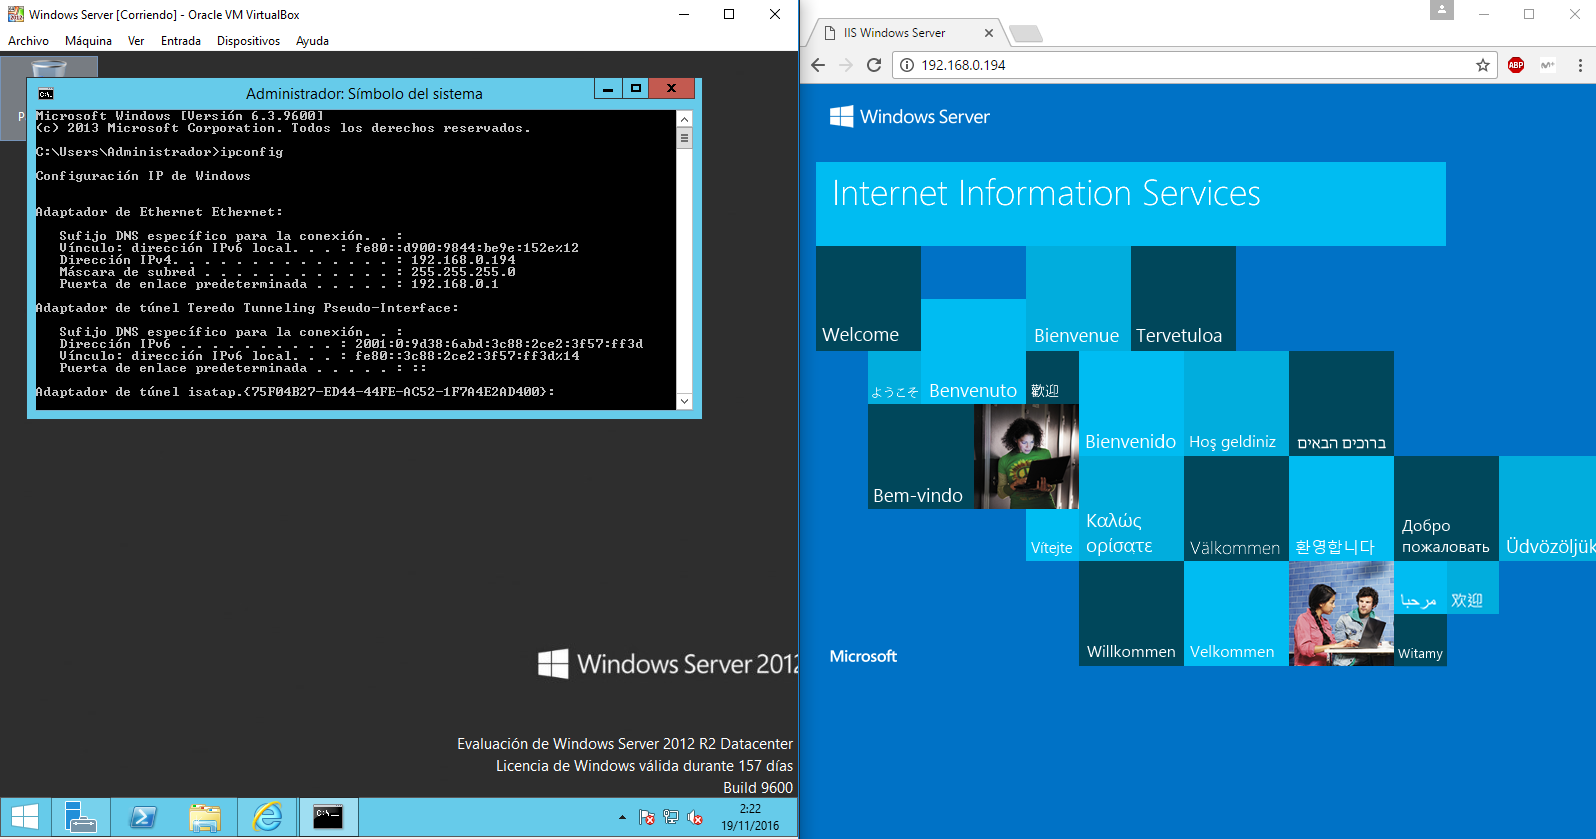 Windows Server [Corriendo] - Oracle VM VirtualBox
Archivo Máquina Ver Entrada Dispositivos Ayuda
P
Administrador: Símbolo del sistema
Microsoft Windows [Versión 6.3.9600]
(c) 2013 Microsoft Corporation. Todos los derechos reservados.
C:\Users\Administrador>ipconfig
Configuración IP de Windows
Adaptador de Ethernet Ethernet:
Sufijo DNS específico para la conexión. . :
Vínculo: dirección IPv6 local. . . : fe80::d900:9844:be9e:152e%12
Dirección IPv4. . . . . . . . . . . . . . : 192.168.0.194
Máscara de subred . . . . . . . . . . . . : 255.255.255.0
Puerta de enlace predeterminada . . . . . : 192.168.0.1
Adaptador de túnel Teredo Tunneling Pseudo-Interface:
Sufijo DNS específico para la conexión. . :
Dirección IPv6 . . . . . . . . . . : 2001:0:9d38:6abd:3c88:2ce2:3f57:ff3d
Vínculo: dirección IPv6 local. . . : fe80::3c88:2ce2:3f57:ff3d%14
Puerta de enlace predeterminada . . . . . : ::
Adaptador de túnel isatap.{75F04B27-ED44-44FE-AC52-1F7A4E2AD400}:
Windows Server 2012
Evaluación de Windows Server 2012 R2 Datacenter
Licencia de Windows válida durante 157 días
Build 9600
2:22
19/11/2016
IIS Windows Server
192.168.0.194
ABP
M+
Windows Server
Internet Information Services
Welcome
Bienvenue
Tervetuloa
ようこそ
Benvenuto
歡迎
Bienvenido
Hoş geldiniz
ברוכים הבאים
Bem-vindo
Vítejte
Καλώς
ορίσατε
Välkommen
환영합니다
Добро
пожаловать
Üdvözöljük
Microsoft
Willkommen
Velkommen
مرحبا
欢迎
Witamy